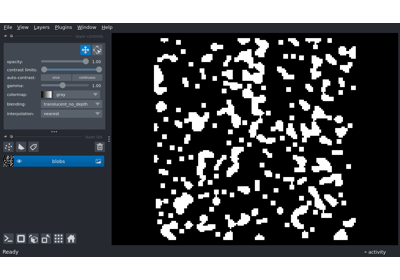 File View Layers Plugins Window Help
layer controls
opacity: 1.00
contrast limits:
auto-contrast: once continuous
gamma: 1.00
colormap: gray
blending: translucent_no_depth
interpolation: nearest
layer list
blobs
Ready activity